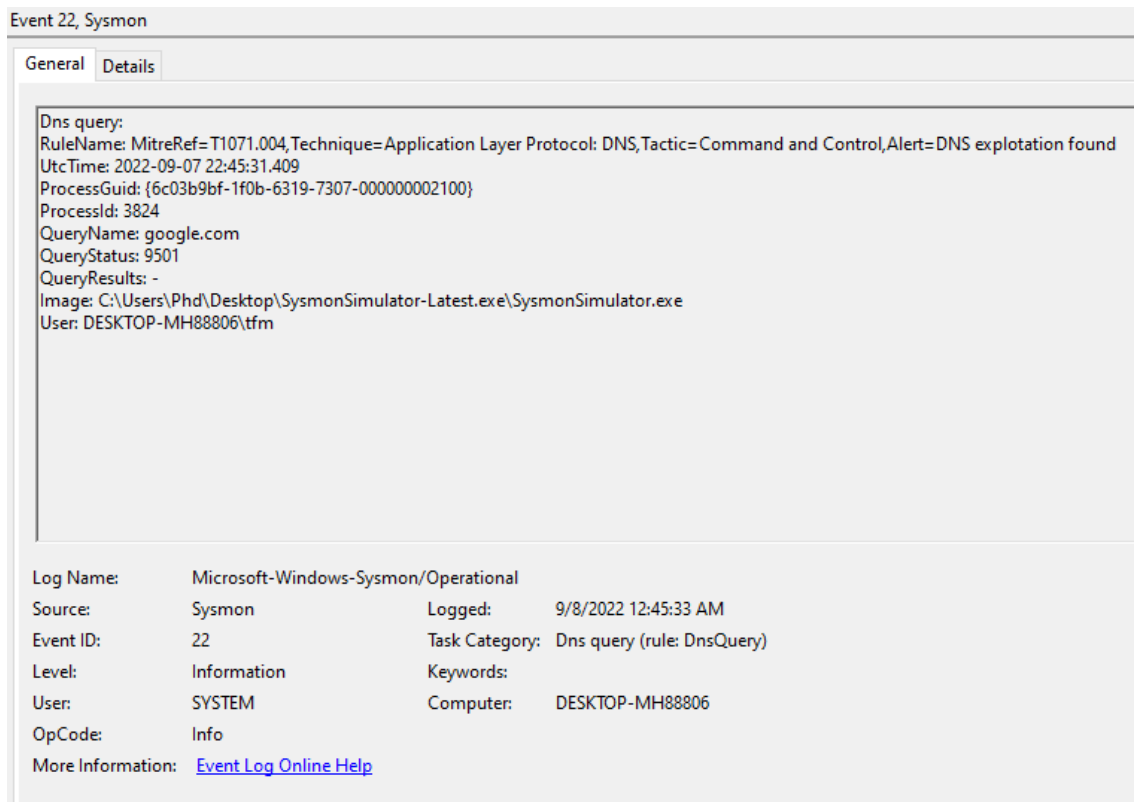 Event 22, Sysmon
General Details
Dns query:
RuleName: MitreRef=T1071.004,Technique=Application Layer Protocol: DNS,Tactic=Command and Control,Alert=DNS explotation found
UtcTime: 2022-09-07 22:45:31.409
ProcessGuid: {6c03b9bf-1f0b-6319-7307-000000002100}
ProcessId: 3824
QueryName: google.com
QueryStatus: 9501
QueryResults: -
Image: C:\Users\Phd\Desktop\SysmonSimulator-Latest.exe\SysmonSimulator.exe
User: DESKTOP-MH88806\tfm
Log Name: Microsoft-Windows-Sysmon/Operational
Source: Sysmon Logged: 9/8/2022 12:45:33 AM
Event ID: 22 Task Category: Dns query (rule: DnsQuery)
Level: Information Keywords:
User: SYSTEM Computer: DESKTOP-MH88806
OpCode: Info
More Information: Event Log Online Help